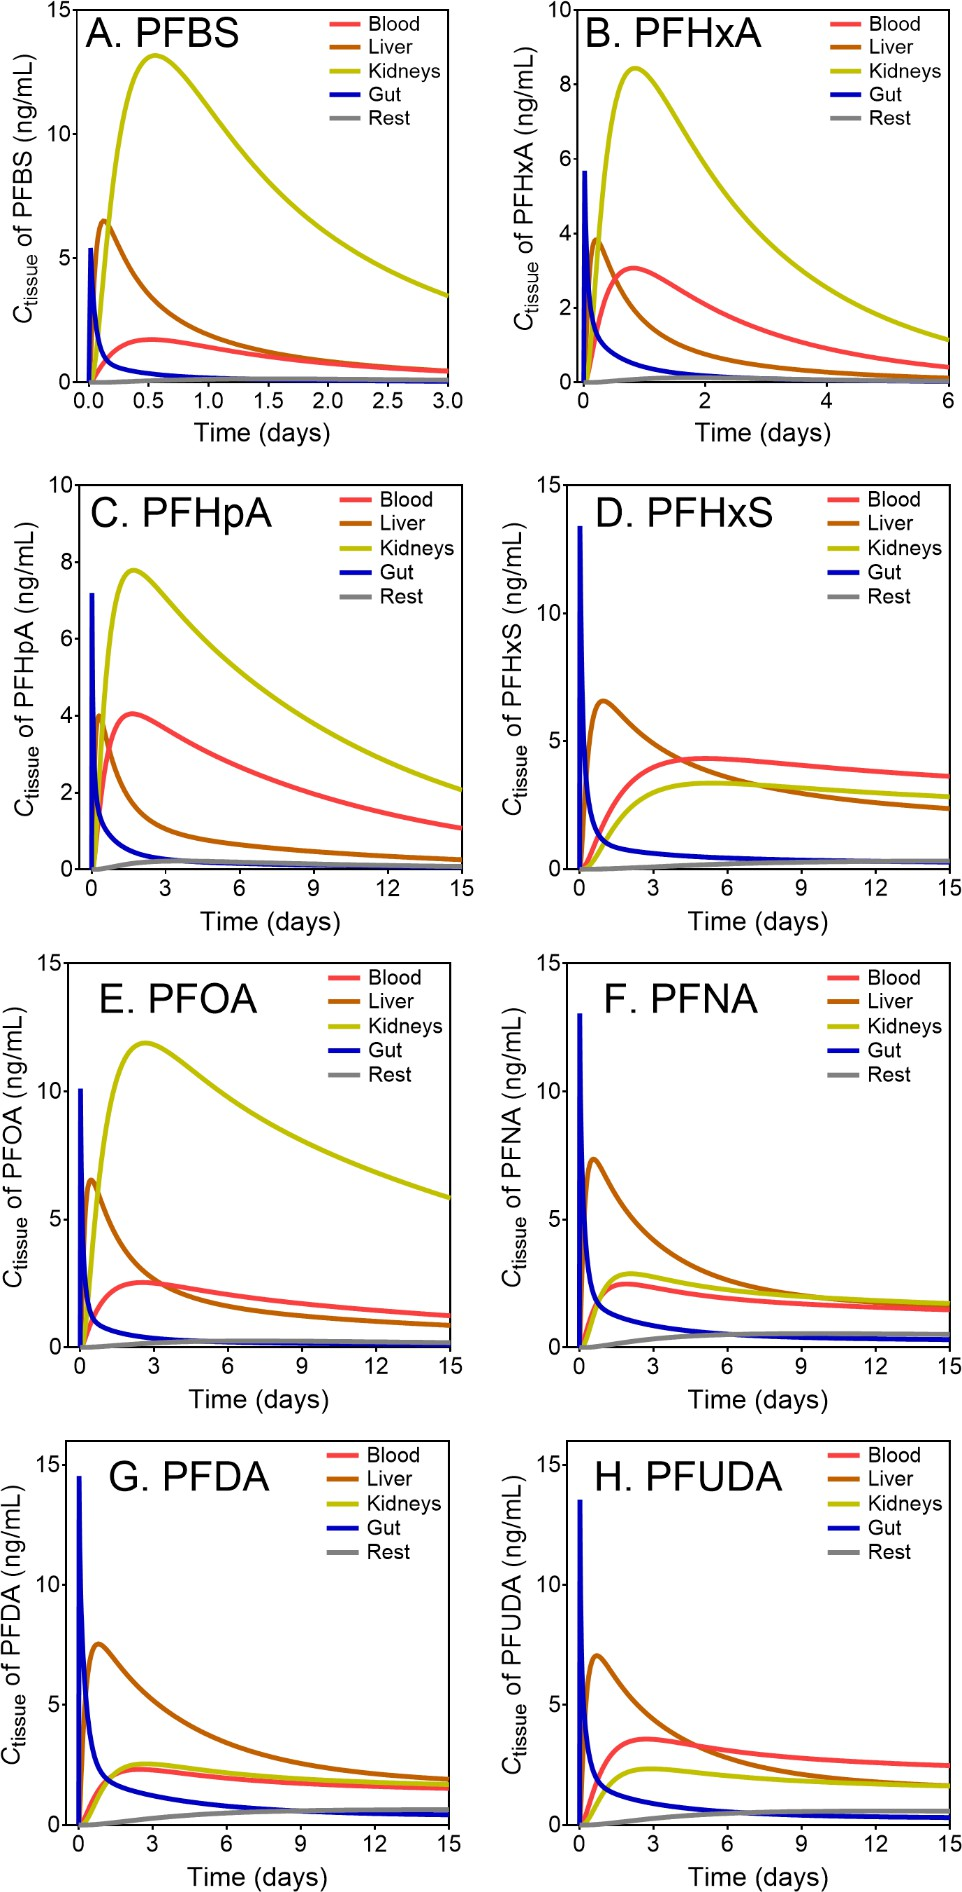 A. PFBS
Blood
Liver
Kidneys
Gut
Rest
15
10
5
0
Ctissue of PFBS (ng/mL)
0.0 0.5 1.0 1.5 2.0 2.5 3.0
Time (days)
B. PFHxA
Blood
Liver
Kidneys
Gut
Rest
10
8
6
4
2
0
Ctissue of PFHxA (ng/mL)
0 2 4 6
Time (days)
C. PFHpA
Blood
Liver
Kidneys
Gut
Rest
10
8
6
4
2
0
Ctissue of PFHpA (ng/mL)
0 3 6 9 12 15
Time (days)
D. PFHxS
Blood
Liver
Kidneys
Gut
Rest
15
10
5
0
Ctissue of PFHxS (ng/mL)
0 3 6 9 12 15
Time (days)
E. PFOA
Blood
Liver
Kidneys
Gut
Rest
15
10
5
0
Ctissue of PFOA (ng/mL)
0 3 6 9 12 15
Time (days)
F. PFNA
Blood
Liver
Kidneys
Gut
Rest
15
10
5
0
Ctissue of PFNA (ng/mL)
0 3 6 9 12 15
Time (days)
G. PFDA
Blood
Liver
Kidneys
Gut
Rest
15
10
5
0
Ctissue of PFDA (ng/mL)
0 3 6 9 12 15
Time (days)
H. PFUDA
Blood
Liver
Kidneys
Gut
Rest
15
10
5
0
Ctissue of PFUDA (ng/mL)
0 3 6 9 12 15
Time (days)